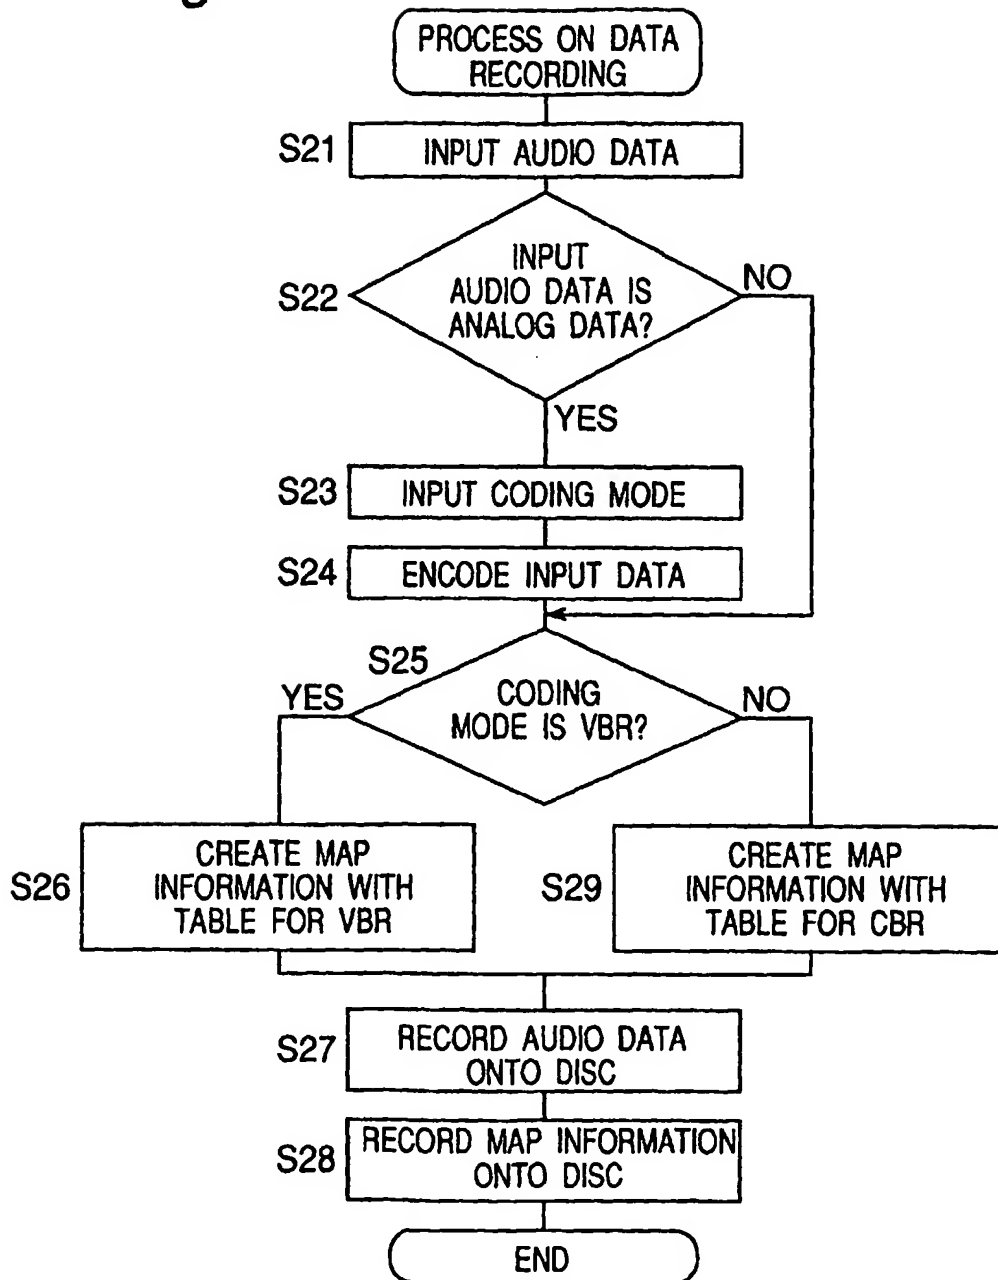 PROCESS ON DATA
RECORDING
S21
INPUT AUDIO DATA
S22
INPUT
AUDIO DATA IS
ANALOG DATA?
NO
YES
S23
INPUT CODING MODE
S24
ENCODE INPUT DATA
S25
CODING
MODE IS VBR?
YES
NO
S26
CREATE MAP
INFORMATION WITH
TABLE FOR VBR
S29
CREATE MAP
INFORMATION WITH
TABLE FOR CBR
S27
RECORD AUDIO DATA
ONTO DISC
S28
RECORD MAP INFORMATION
ONTO DISC
END